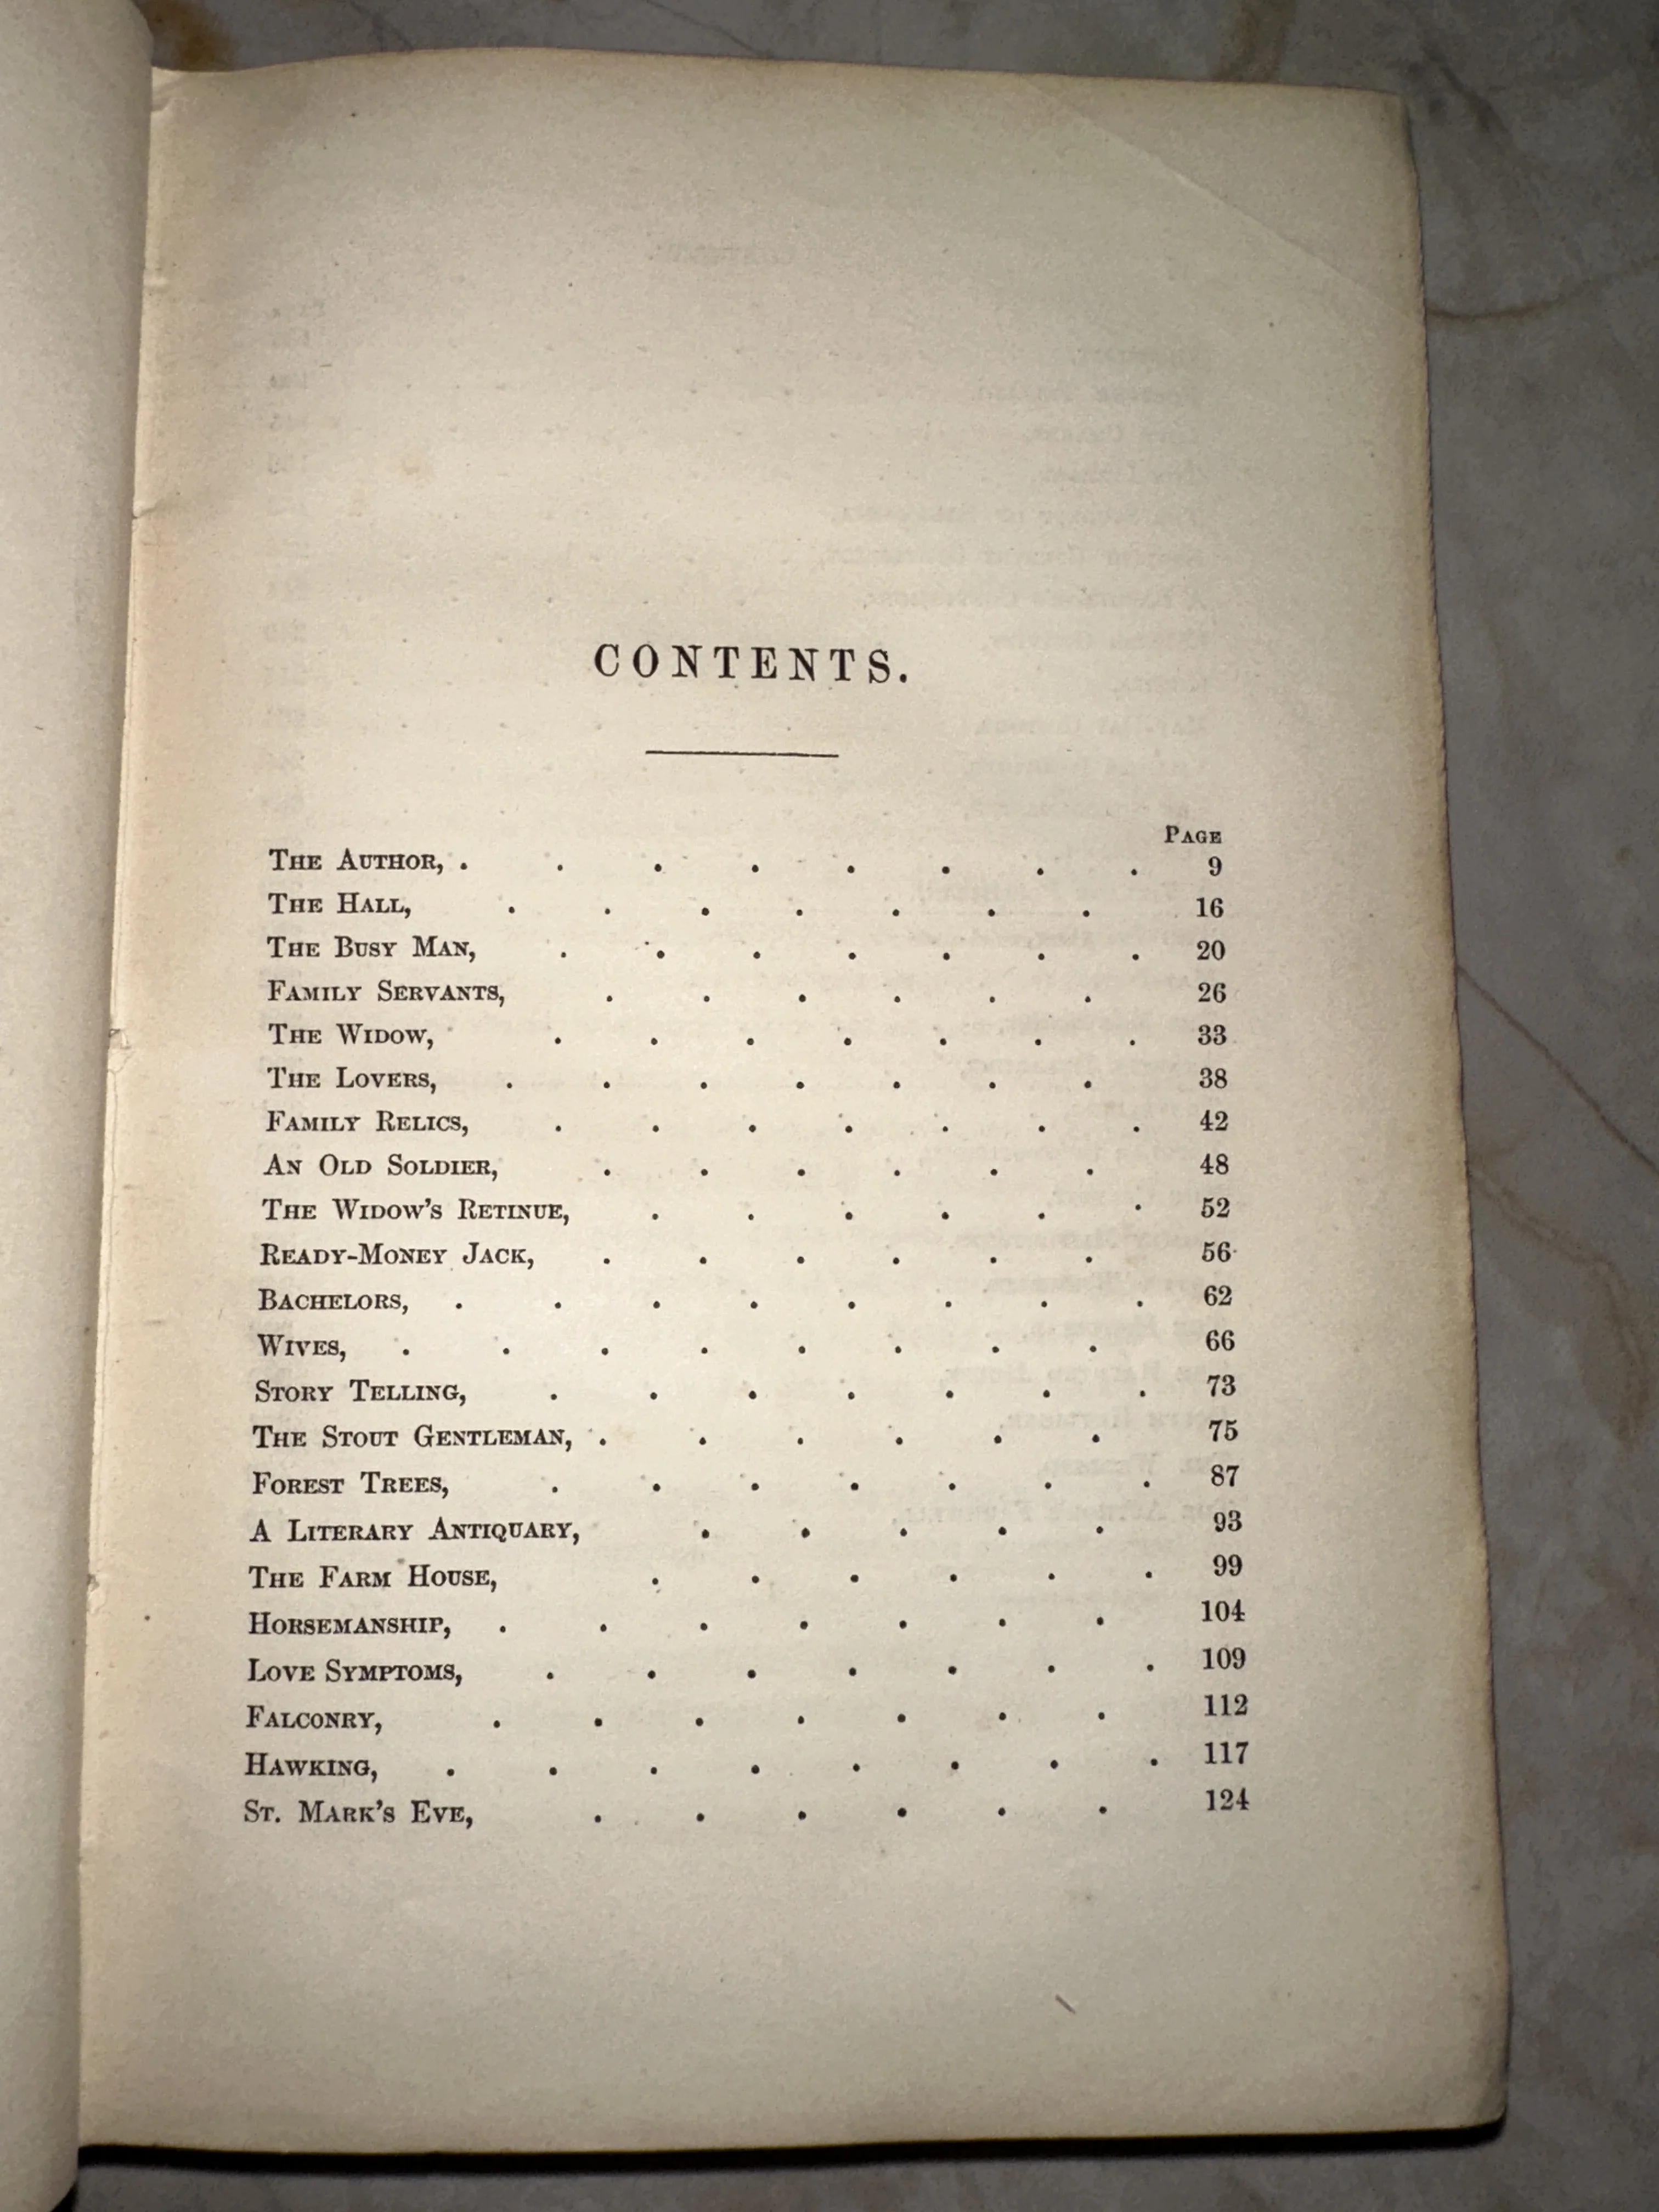 CONTENTS.
PAGE
THE AUTHOR, . . . . . . . . 9
THE HALL, . . . . . . . 16
THE BUSY MAN, . . . . . . . 20
FAMILY SERVANTS, . . . . . . 26
THE WIDOW, . . . . . . . 33
THE LOVERS, . . . . . . . 38
FAMILY RELICS, . . . . . . . 42
AN OLD SOLDIER, . . . . . . 48
THE WIDOW'S RETINUE, . . . . . . 52
READY-MONEY JACK, . . . . . . 56
BACHELORS, . . . . . . . . 62
WIVES, . . . . . . . . 66
STORY TELLING, . . . . . . . 73
THE STOUT GENTLEMAN, . . . . . . 75
FOREST TREES, . . . . . . . 87
A LITERARY ANTIQUARY, . . . . . 93
THE FARM HOUSE, . . . . . . 99
HORSEMANSHIP, . . . . . . . 104
LOVE SYMPTOMS, . . . . . . . 109
FALCONRY, . . . . . . . 112
HAWKING, . . . . . . . . 117
ST. MARK'S EVE, . . . . . . 124